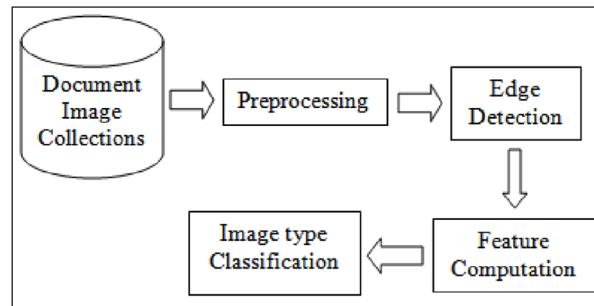 Document
Image
Collections
Preprocessing
Edge
Detection
Feature
Computation
Image type
Classification